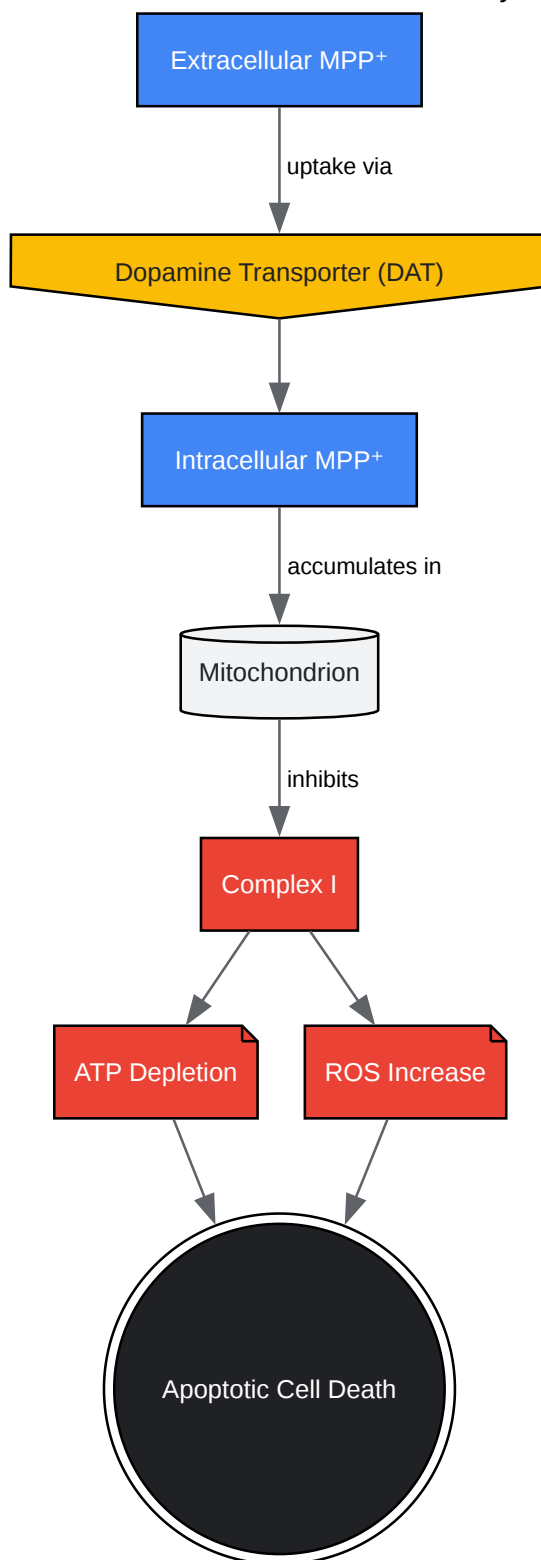 Extracellular MPP⁺
uptake via
Dopamine Transporter (DAT)
Intracellular MPP⁺
accumulates in
Mitochondrion
inhibits
Complex I
ATP Depletion
ROS Increase
Apoptotic Cell Death